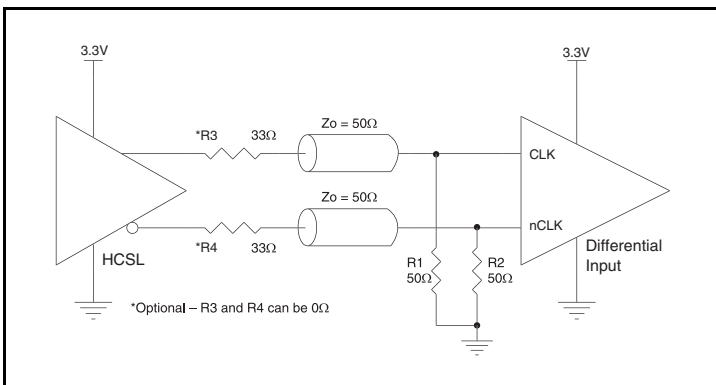 3.3V
3.3V
*R3 33Ω
Zo = 50Ω
CLK
Zo = 50Ω
nCLK
*R4 33Ω
HCSL
R1
50Ω
R2
50Ω
Differential
Input
*Optional – R3 and R4 can be 0Ω